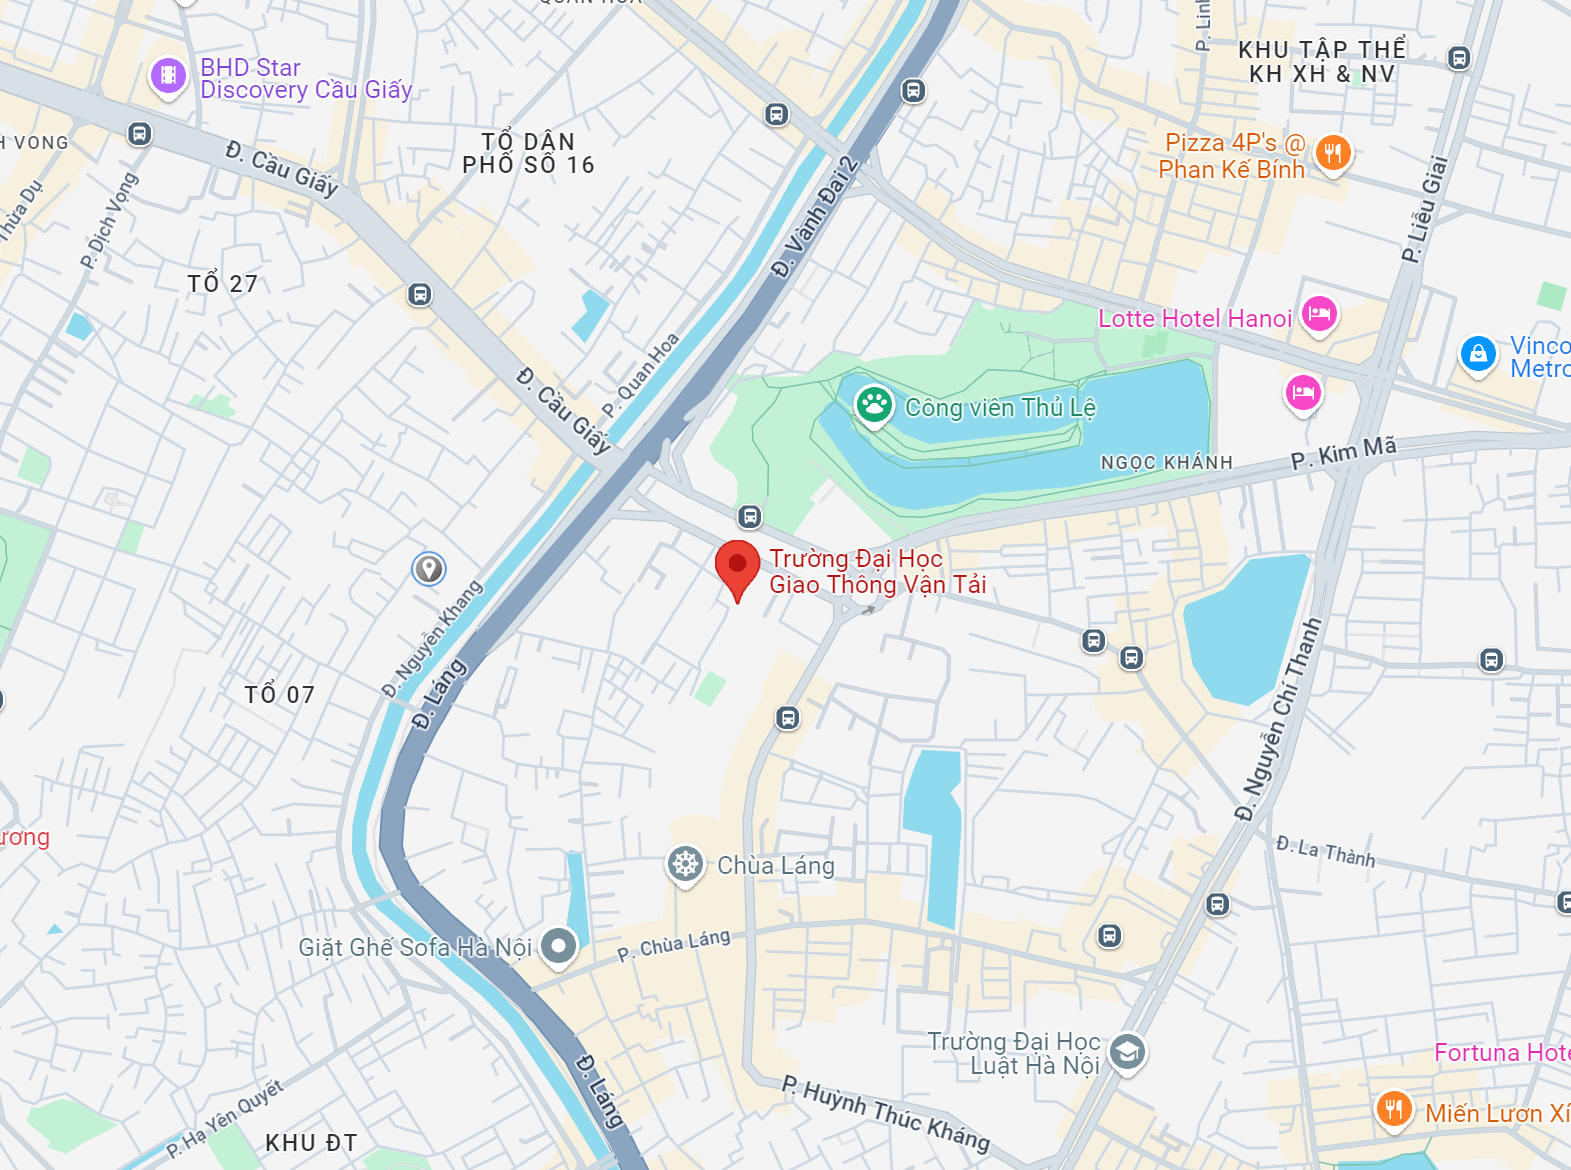 QUAN HOA
P. Linh
KHU TẬP THỂ
KH XH & NV
BHD Star
Discovery Cầu Giấy
H VONG
TỔ DÂN
PHỐ SỐ 16
Đ. Cầu Giấy
Thừa Dụ
P. Dịch Vọng
Pizza 4P's @
Phan Kế Bính
Đ. Vành Đai 2
P. Liễu Giai
TỔ 27
Lotte Hotel Hanoi
Vinco
Metro
P. Quan Hoa
Đ. Cầu Giấy
Công viên Thủ Lệ
NGỌC KHÁNH
P. Kim Mã
Trường Đại Học
Giao Thông Vận Tải
Đ. Nguyễn Khang
Đ. Láng
TỔ 07
Đ. Nguyễn Chí Thanh
ương
Chùa Láng
Đ. La Thành
Giặt Ghế Sofa Hà Nội
P. Chùa Láng
Trường Đại Học
Luật Hà Nội
Fortuna Hote
Đ. Láng
P. Huỳnh Thúc Kháng
Miến Lươn Xí
P. Hạ Yên Quyết
KHU ĐT